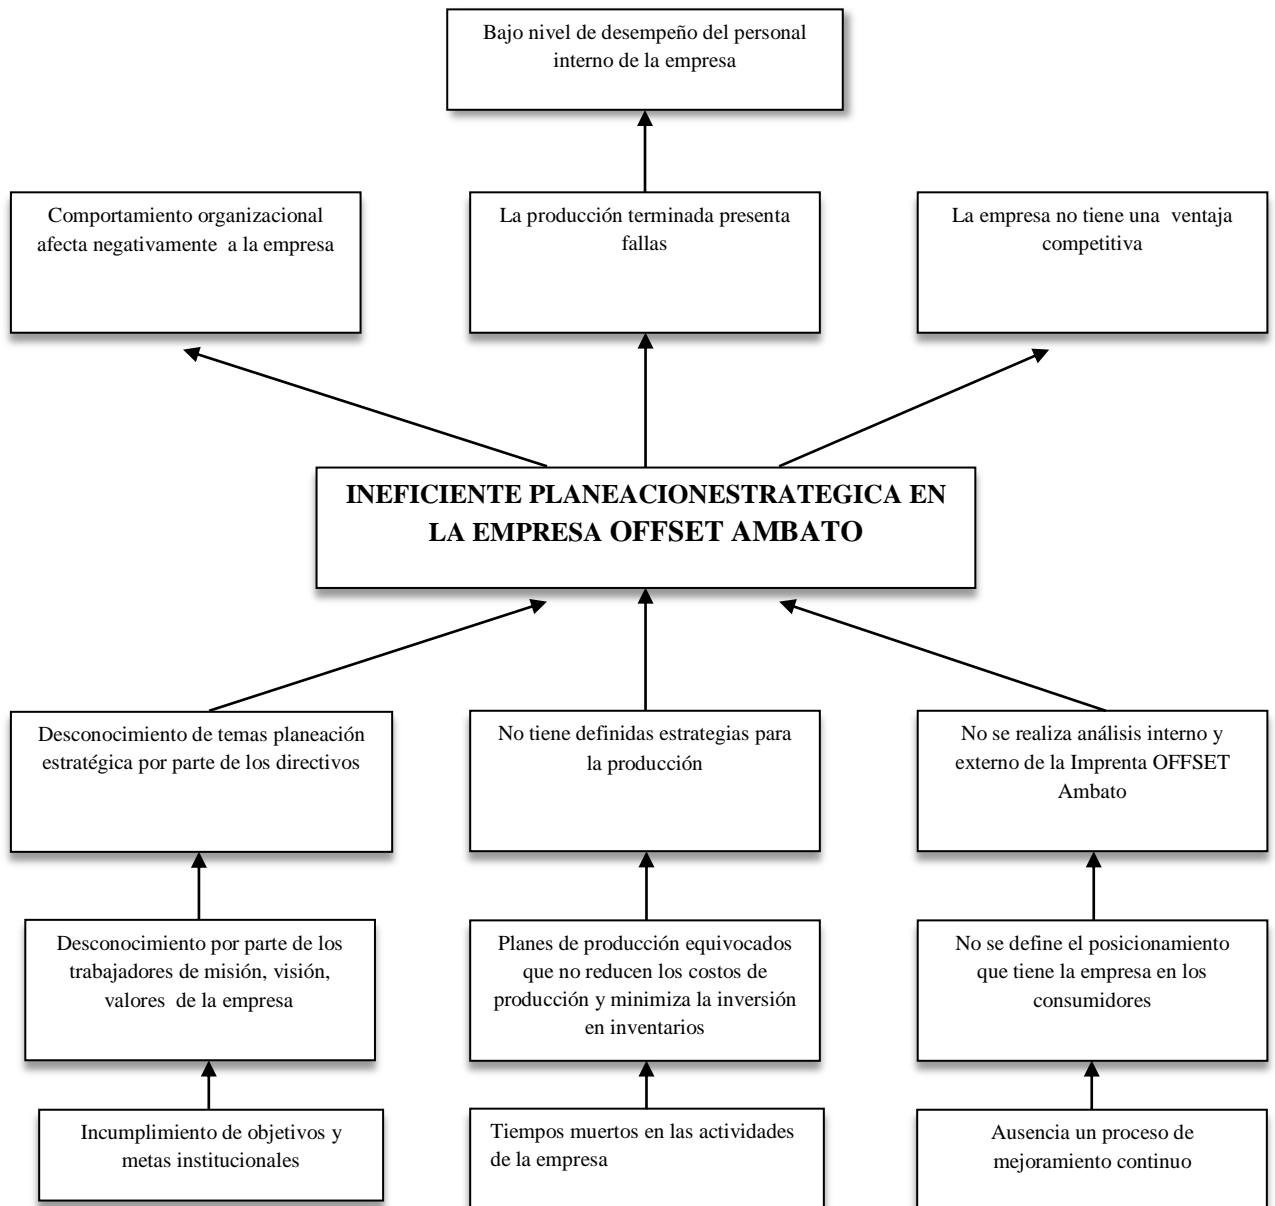 Bajo nivel de desempeño del personal
interno de la empresa
Comportamiento organizacional
afecta negativamente a la empresa
La producción terminada presenta
fallas
La empresa no tiene una ventaja
competitiva
INEFICIENTE PLANEACIONESTRATEGICA EN
LA EMPRESA OFFSET AMBATO
Desconocimiento de temas planeación
estratégica por parte de los directivos
No tiene definidas estrategias para
la producción
No se realiza análisis interno y
externo de la Imprenta OFFSET
Ambato
Desconocimiento por parte de los
trabajadores de misión, visión,
valores de la empresa
Planes de producción equivocados
que no reducen los costos de
producción y minimiza la inversión
en inventarios
No se define el posicionamiento
que tiene la empresa en los
consumidores
Incumplimiento de objetivos y
metas institucionales
Tiempos muertos en las actividades
de la empresa
Ausencia un proceso de
mejoramiento continuo